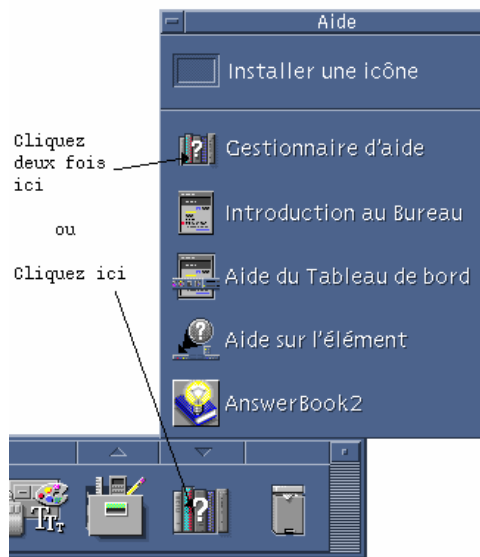 Aide
Installer une icône
Gestionnaire d'aide
Introduction au Bureau
Aide du Tableau de bord
Aide sur l'élément
AnswerBook2
Cliquez
deux fois
ici
ou
Cliquez ici